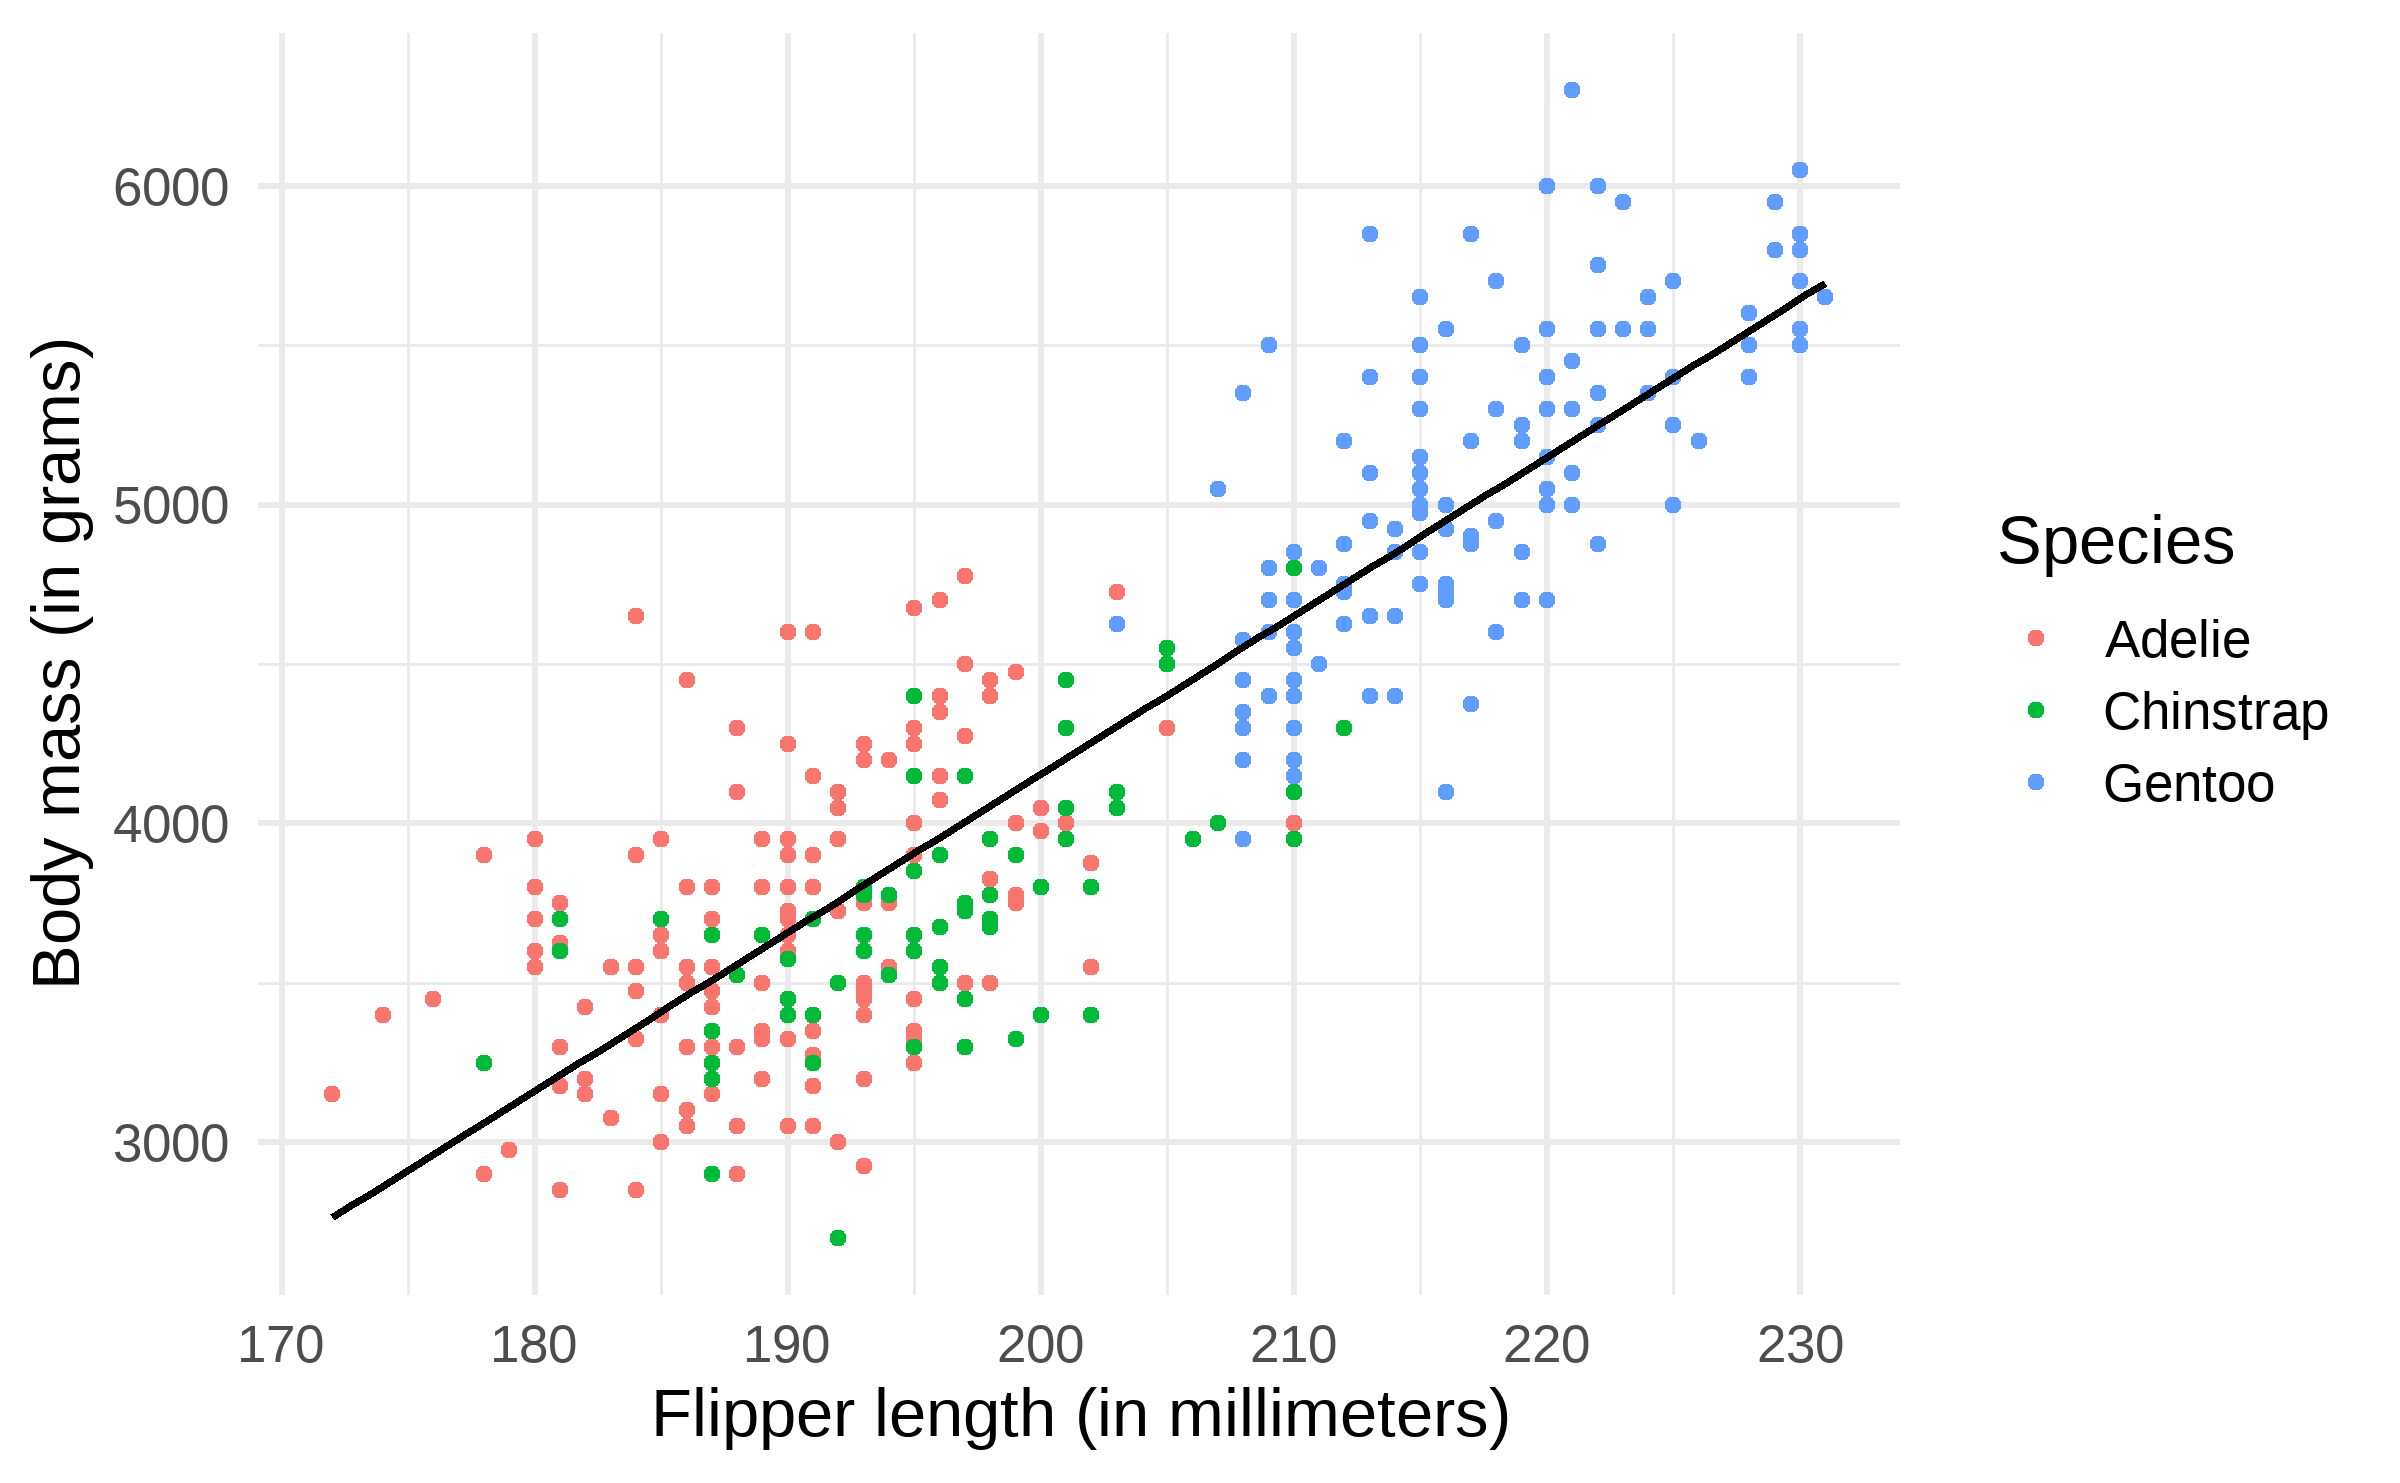 6000
5000
4000
3000
Body mass (in grams)
170 180 190 200 210 220 230
Flipper length (in millimeters)
Species
Adelie
Chinstrap
Gentoo